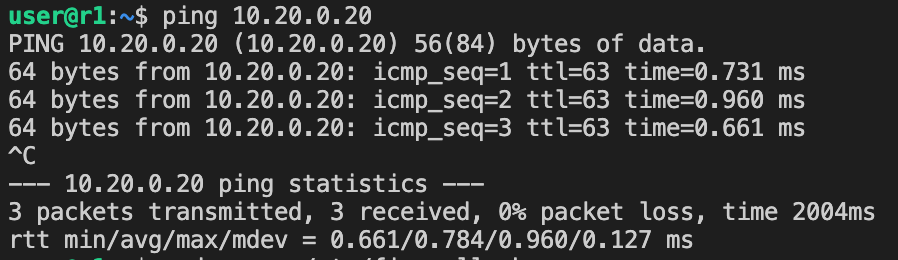 user@r1:~$ ping 10.20.0.20
PING 10.20.0.20 (10.20.0.20) 56(84) bytes of data.
64 bytes from 10.20.0.20: icmp_seq=1 ttl=63 time=0.731 ms
64 bytes from 10.20.0.20: icmp_seq=2 ttl=63 time=0.960 ms
64 bytes from 10.20.0.20: icmp_seq=3 ttl=63 time=0.661 ms
^C
--- 10.20.0.20 ping statistics ---
3 packets transmitted, 3 received, 0% packet loss, time 2004ms
rtt min/avg/max/mdev = 0.661/0.784/0.960/0.127 ms